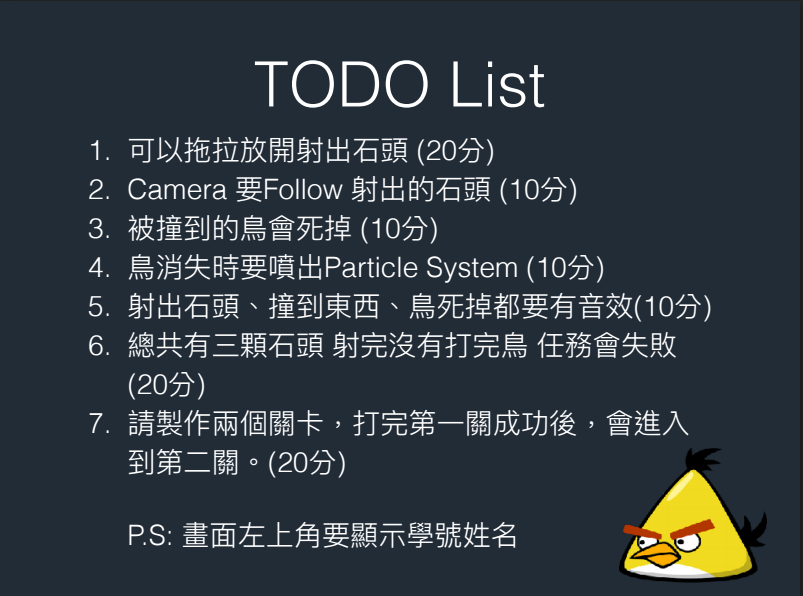 TODO List
1. 可以拖拉放開射出石頭 (20分)
2. Camera 要Follow 射出的石頭 (10分)
3. 被撞到的鳥會死掉 (10分)
4. 鳥消失時要噴出Particle System (10分)
5. 射出石頭、撞到東西、鳥死掉都要有音效(10分)
6. 總共有三顆石頭 射完沒有打完鳥 任務會失敗
(20分)
7. 請製作兩個關卡，打完第一關成功後，會進入
到第二關。(20分)
P.S: 畫面左上角要顯示學號姓名